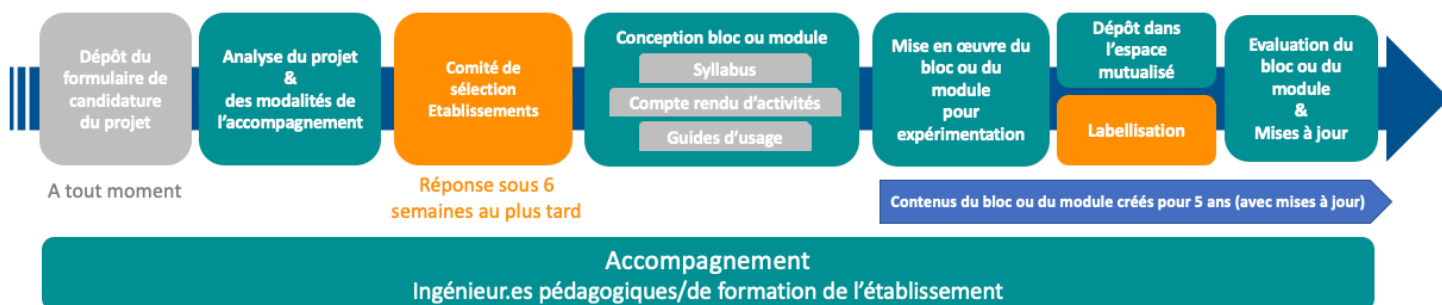 Dépôt du
formulaire de
candidature
du projet
Analyse du projet
&
des modalités de
l'accompagnement
Comité de
sélection
Etablissements
Conception bloc ou module
Syllabus
Compte rendu d'activités
Guides d'usage
Mise en œuvre du
bloc ou du
module
pour
expérimentation
Dépôt dans
l'espace
mutualisé
Labellisation
Evaluation du
bloc ou du
module
&
Mises à jour
A tout moment
Réponse sous 6
semaines au plus tard
Contenus du bloc ou du module créés pour 5 ans (avec mises à jour)
Accompagnement
Ingénieur.es pédagogiques/de formation de l'établissement